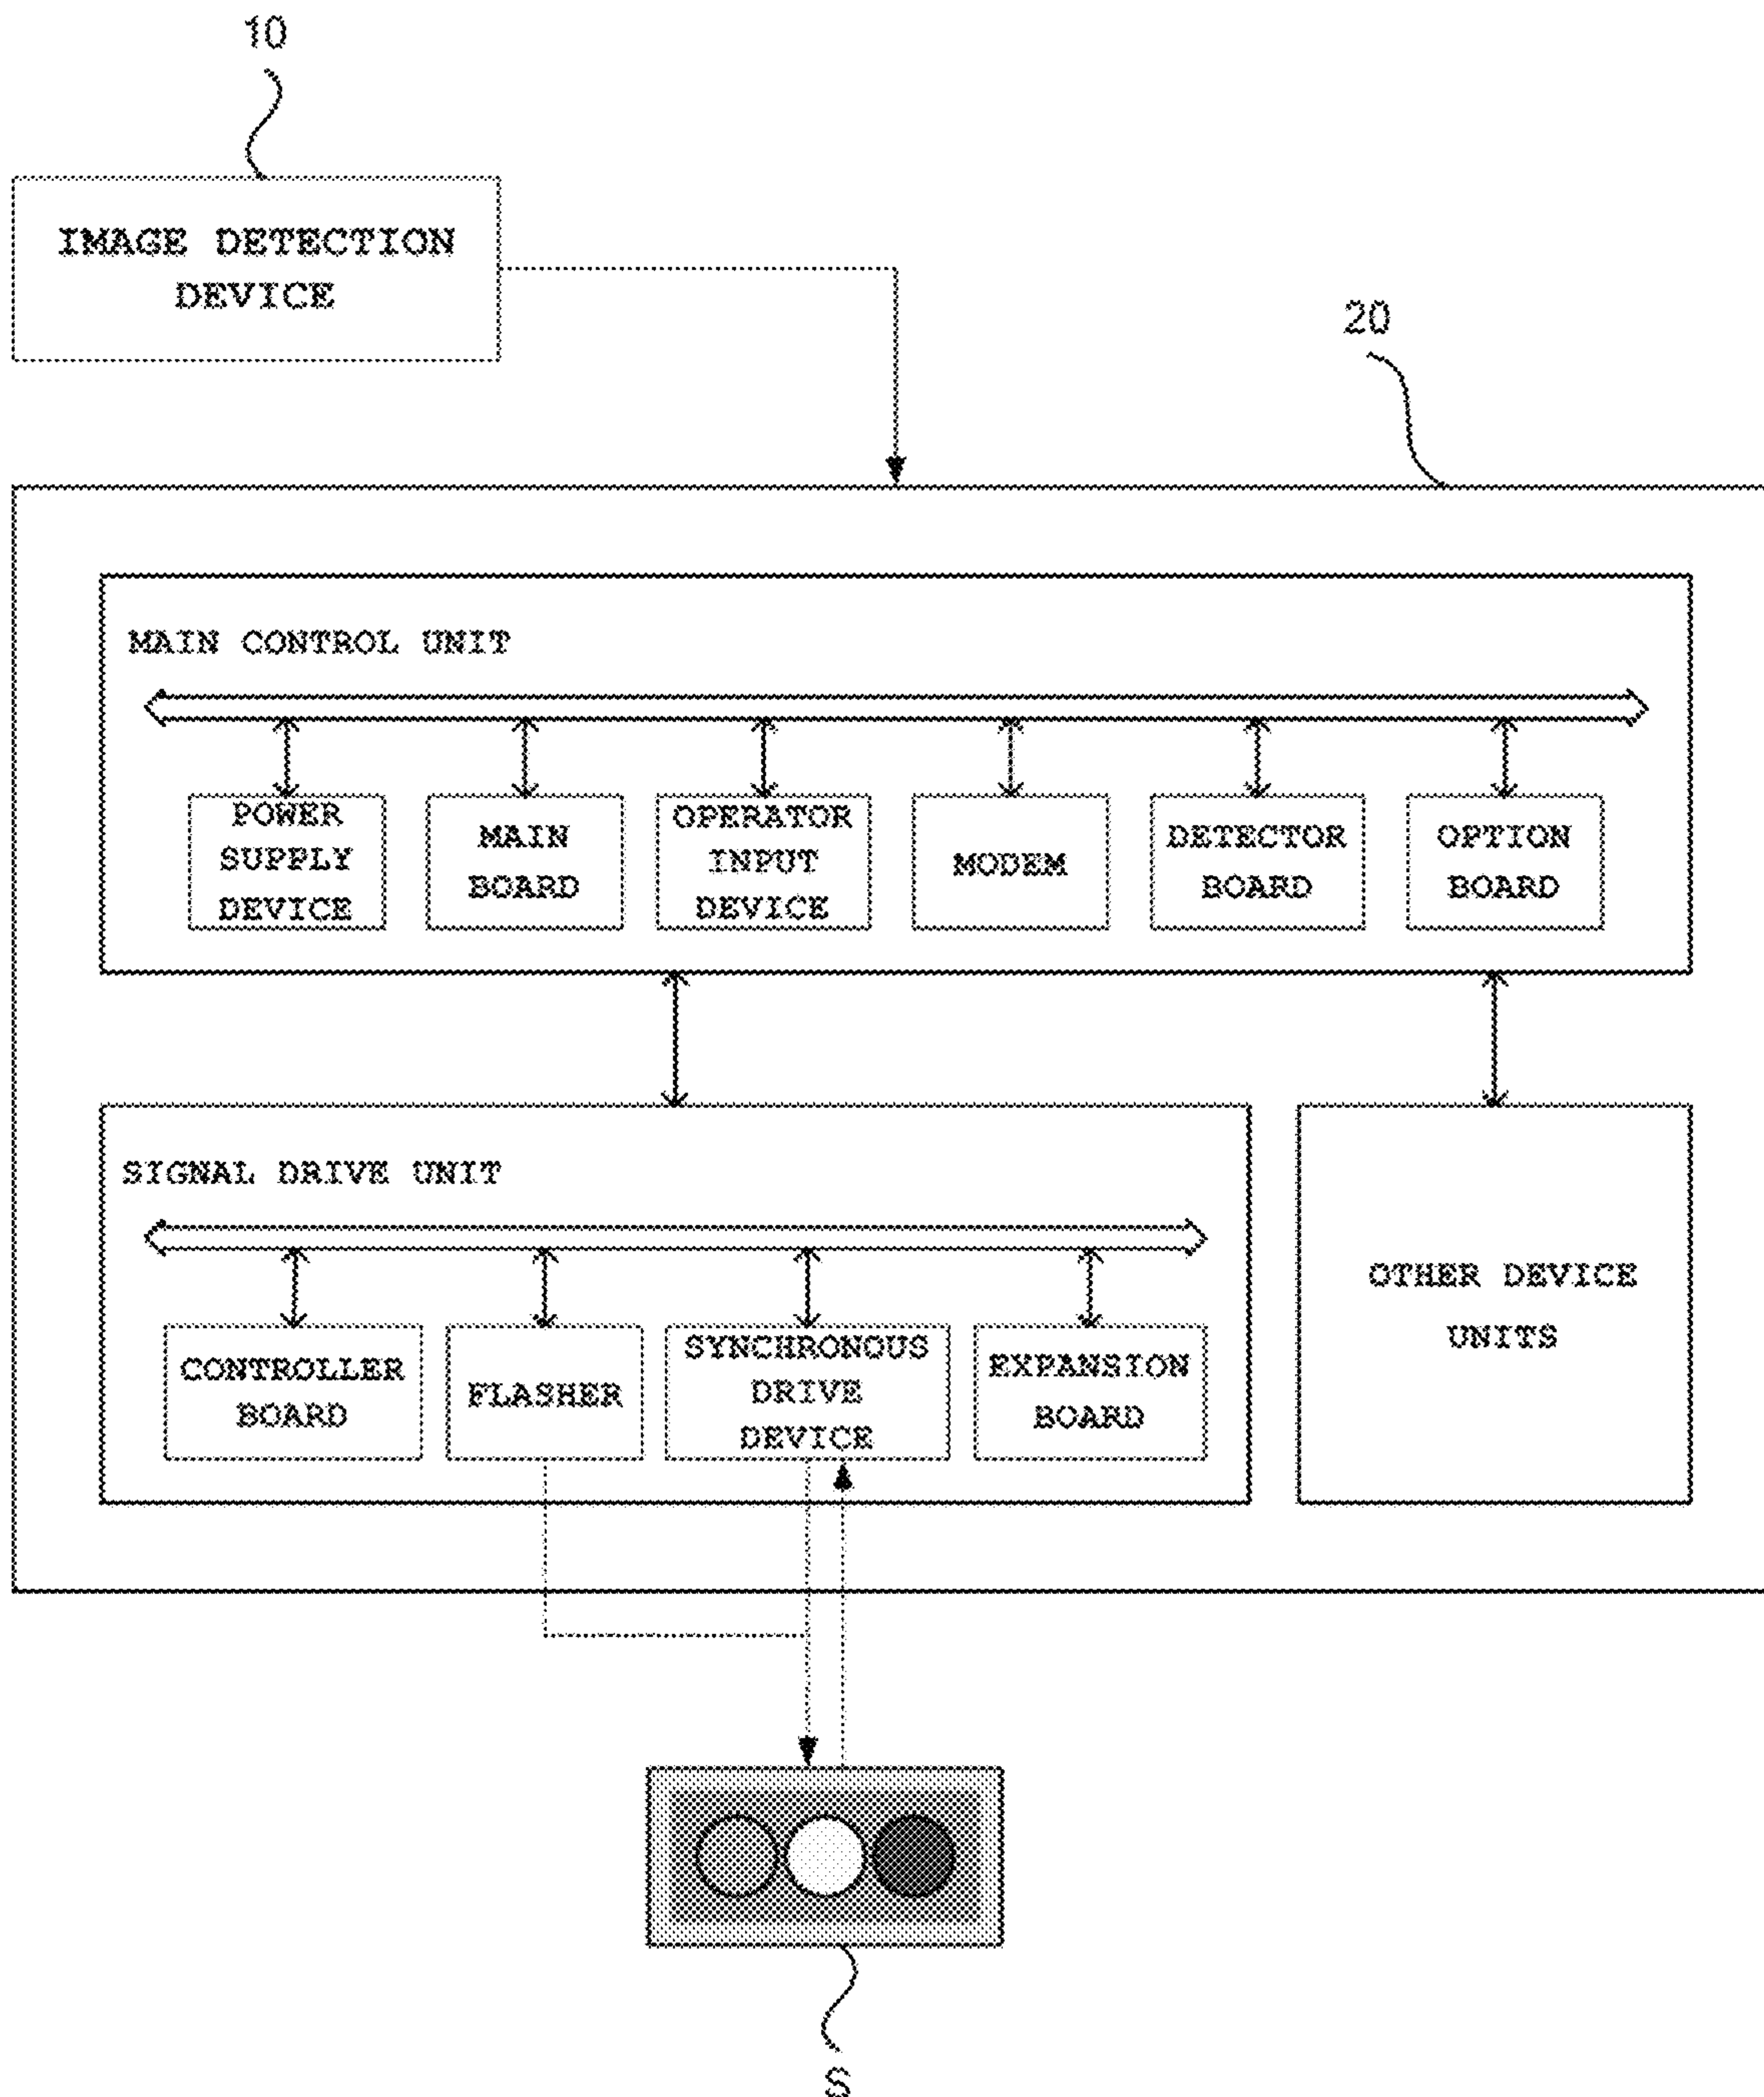 10
IMAGE DETECTION
DEVICE
20
MAIN CONTROL UNIT
POWER
SUPPLY
DEVICE
MAIN
BOARD
OPERATOR
INPUT
DEVICE
MODEM
DETECTOR
BOARD
OPTION
BOARD
SIGNAL DRIVE UNIT
CONTROLLER
BOARD
FLASHER
SYNCHRONOUS
DRIVE
DEVICE
EXPANSION
BOARD
OTHER DEVICE
UNITS
S